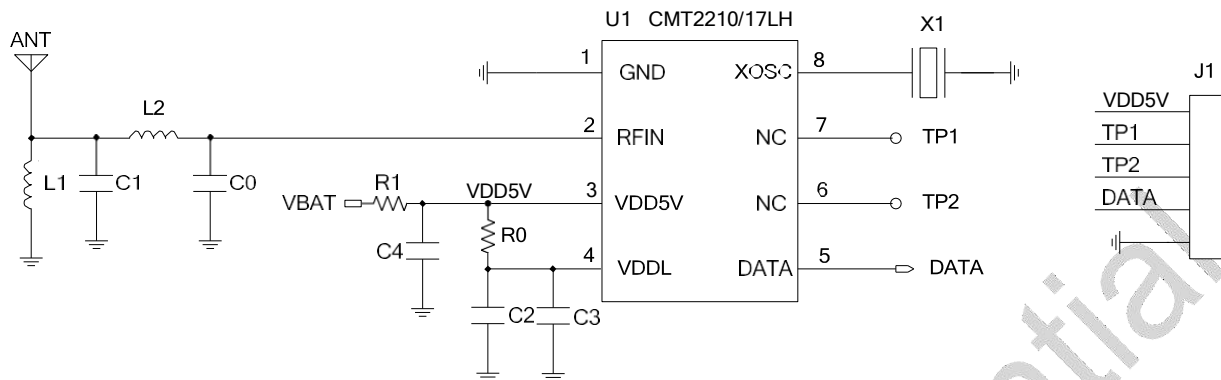 U1 CMT2210/17LH
X1
ANT
J1
1
GND
XOSC
8
VDD5V
L2
TP1
2
RFIN
NC
7
TP1
TP2
L1
C1
C0
R1
VDD5V
DATA
VBAT
3
VDD5V
NC
6
TP2
R0
C4
4
VDDL
DATA
5
DATA
C2
C3